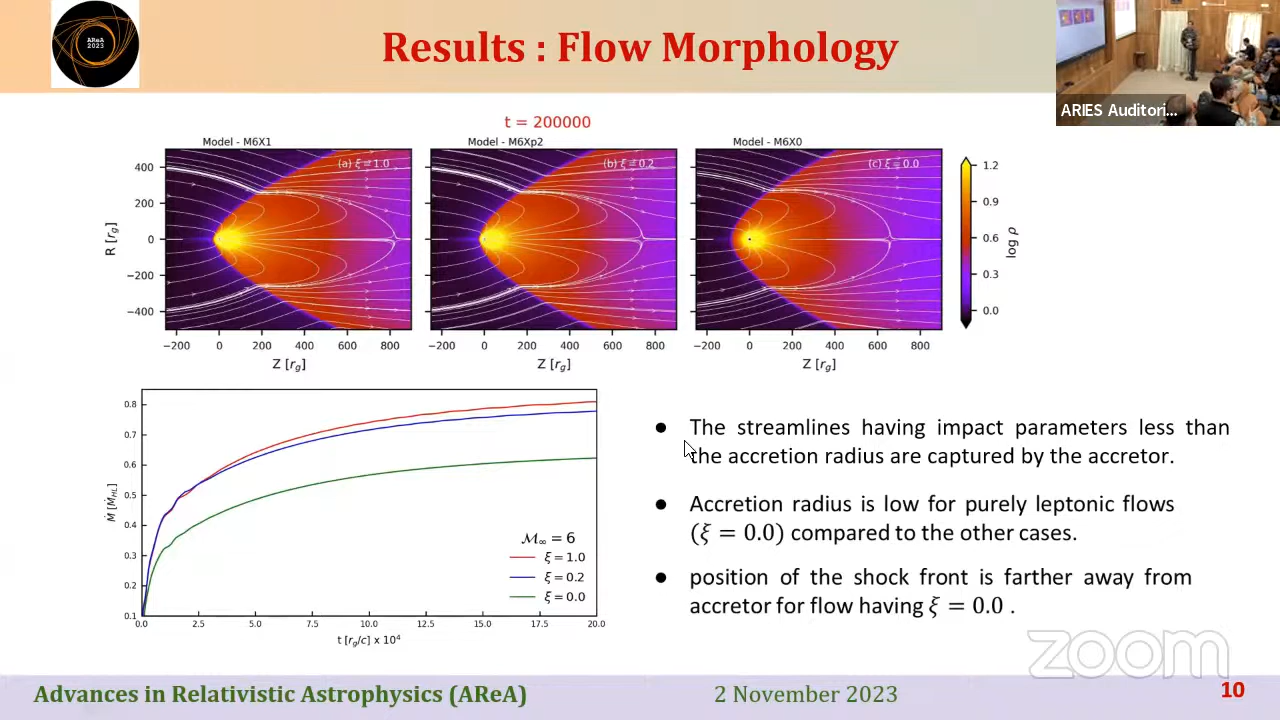 AReA
2023
Results : Flow Morphology
ARIES Auditori...
t = 200000
Model - M6X1
Model - M6Xp2
Model - M6X0
(a) ξ = 1.0
(b) ξ = 0.2
(c) ξ = 0.0
R [r_g]
400
200
0
−200
−400
−200 0 200 400 600 800
−200 0 200 400 600 800
−200 0 200 400 600 800
Z [r_g]
Z [r_g]
Z [r_g]
1.2
0.9
0.6
0.3
0.0
log ρ
Ṁ [Ṁ_HL]
0.8
0.7
0.6
0.5
0.4
0.3
0.2
0.1
ℳ∞ = 6
ξ = 1.0
ξ = 0.2
ξ = 0.0
0.0 2.5 5.0 7.5 10.0 12.5 15.0 17.5 20.0
t [r_g/c] x 10⁴
● The streamlines having impact parameters less than
the accretion radius are captured by the accretor.
● Accretion radius is low for purely leptonic flows
(ξ = 0.0) compared to the other cases.
● position of the shock front is farther away from
accretor for flow having ξ = 0.0 .
zoom
Advances in Relativistic Astrophysics (AReA)
2 November 2023
10